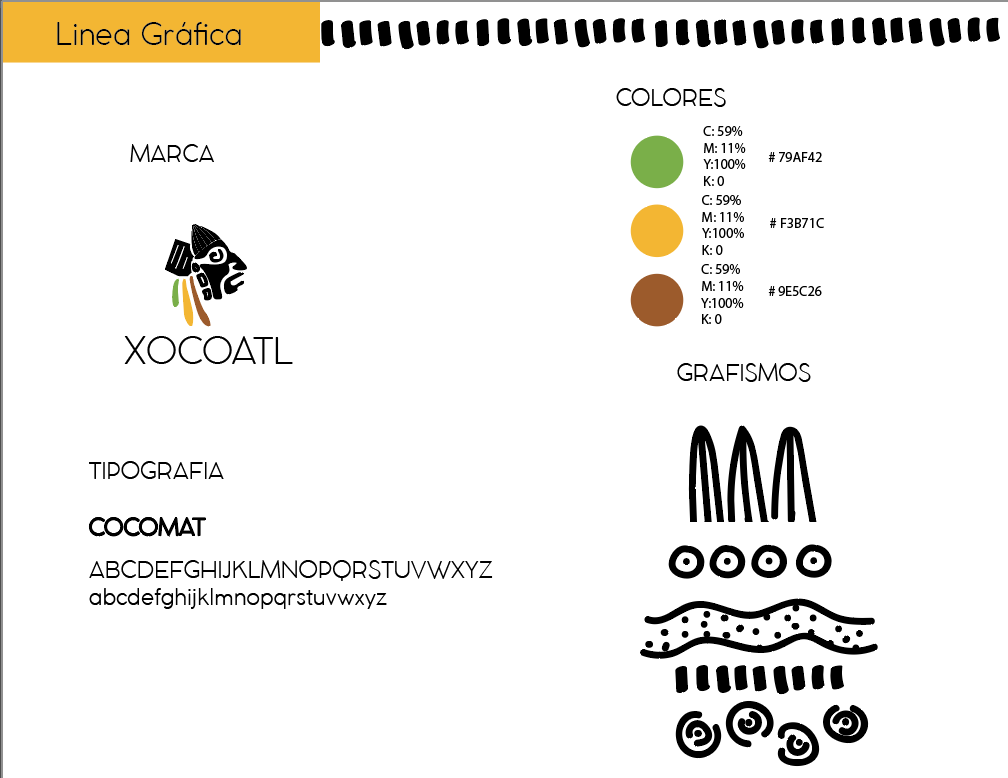 Linea Gráfica
MARCA
XOCOATL
TIPOGRAFIA
COCOMAT
ABCDEFGHIJKLMNOPQRSTUVWXYZ
abcdefghijklmnopqrstuvwxyz
COLORES
C: 59%
M: 11%
Y:100%
K: 0
# 79AF42
C: 59%
M: 11%
Y:100%
K: 0
# F3B71C
C: 59%
M: 11%
Y:100%
K: 0
# 9E5C26
GRAFISMOS